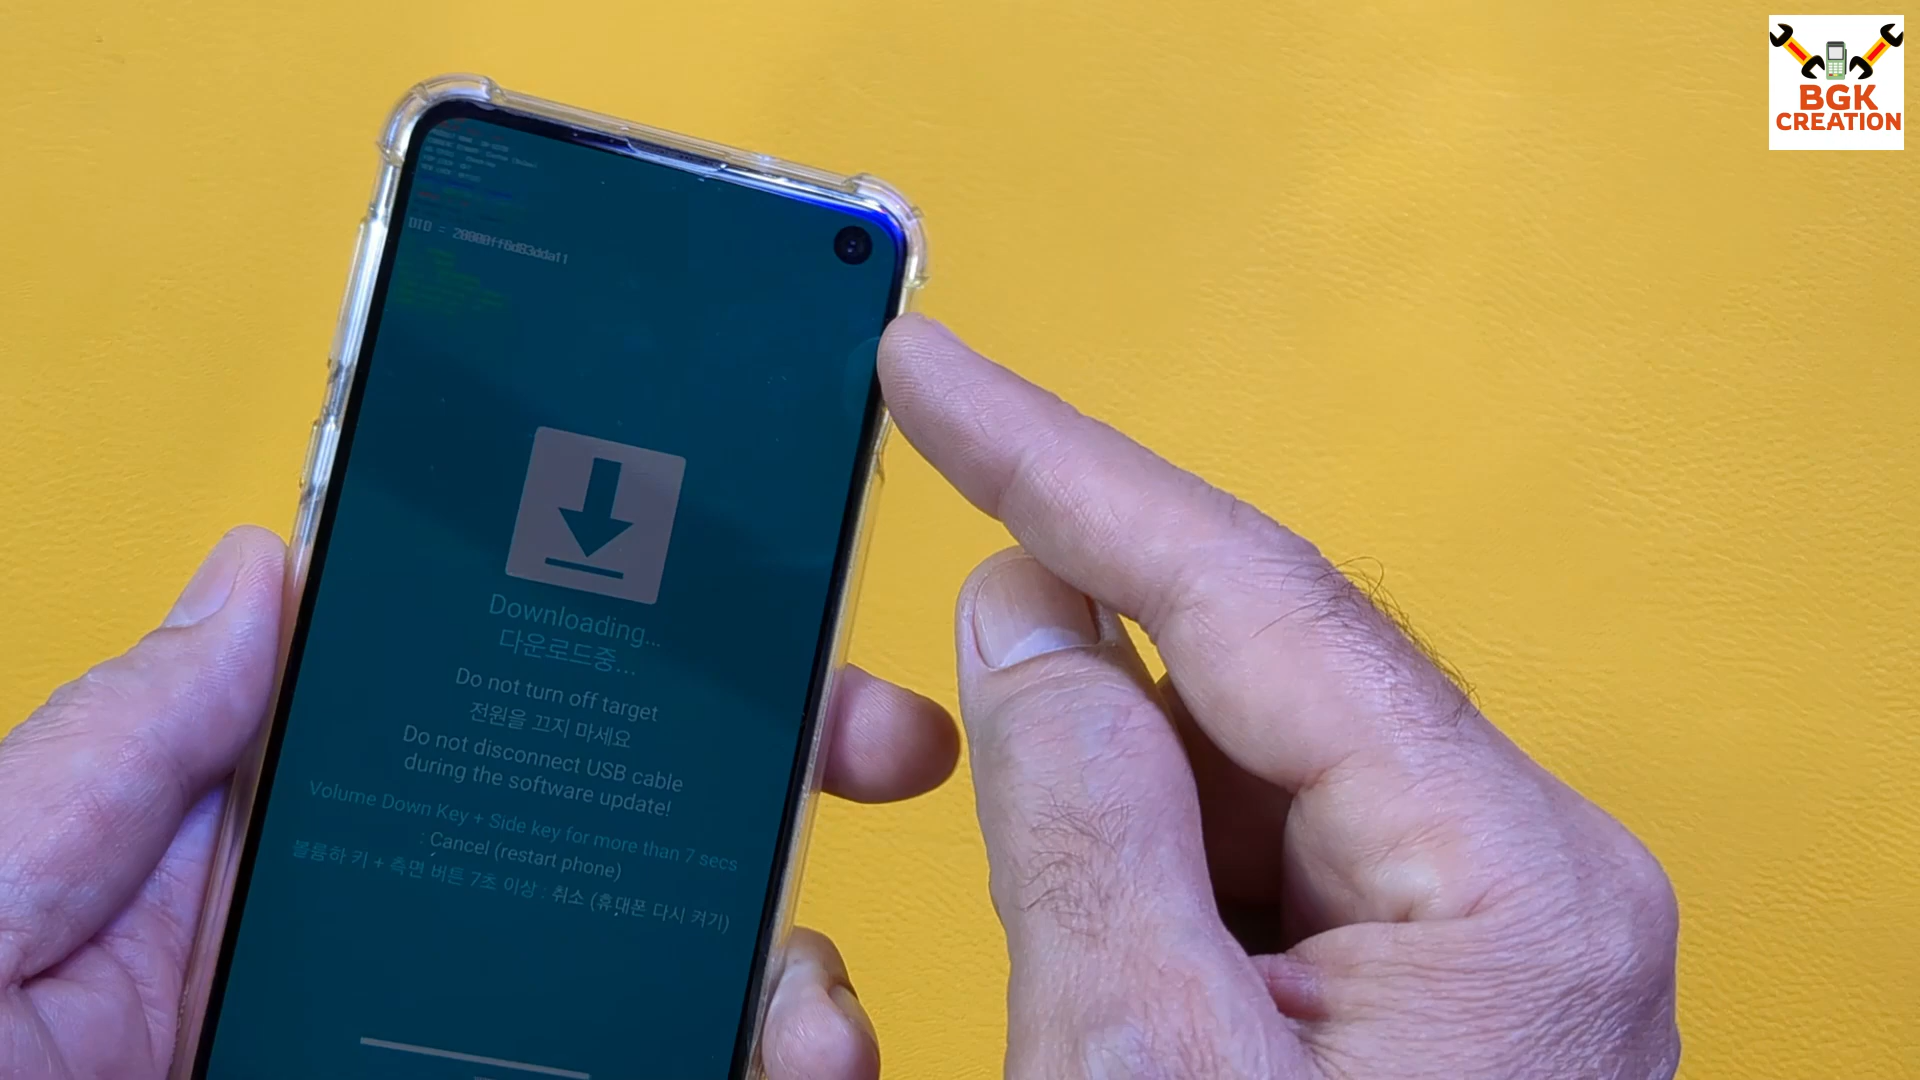 BGK
CREATION
DID = 20000ff8d83dda11
Downloading...
다운로드중...
Do not turn off target
전원을 끄지 마세요
Do not disconnect USB cable
during the software update!
Volume Down Key + Side key for more than 7 secs
: Cancel (restart phone)
볼륨하 키 + 측면 버튼 7초 이상 : 취소 (휴대폰 다시 켜기)